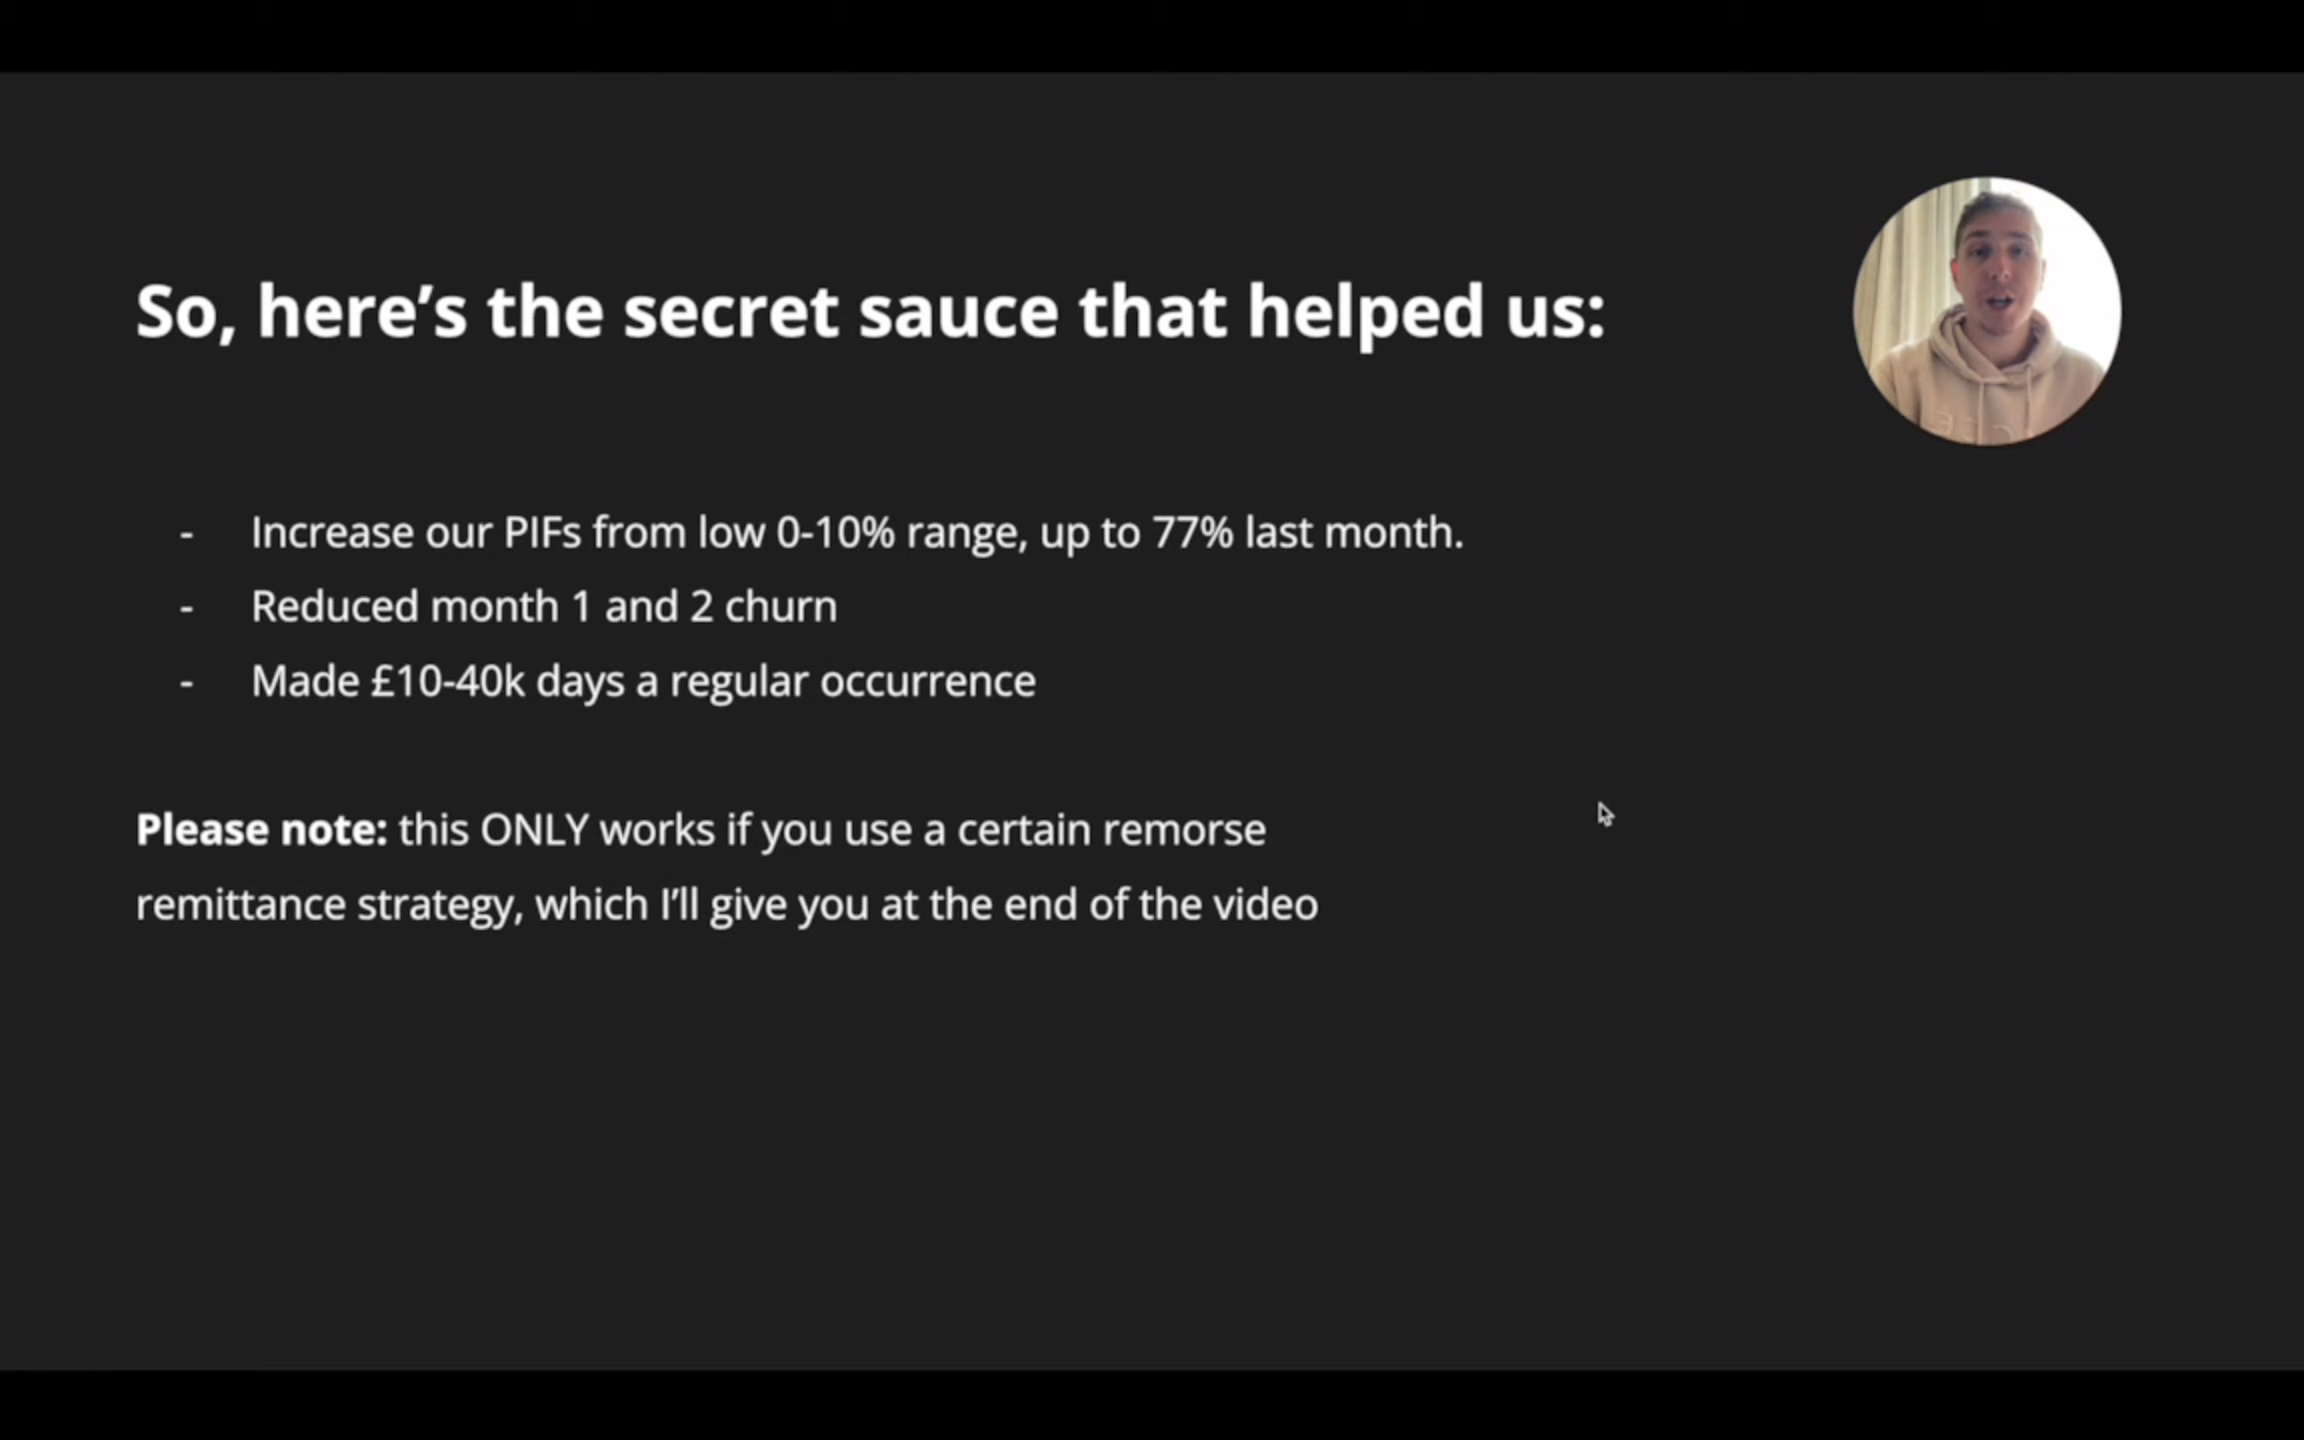 So, here’s the secret sauce that helped us:
- Increase our PIFs from low 0-10% range, up to 77% last month.
- Reduced month 1 and 2 churn
- Made £10-40k days a regular occurrence
Please note: this ONLY works if you use a certain remorse
remittance strategy, which I’ll give you at the end of the video